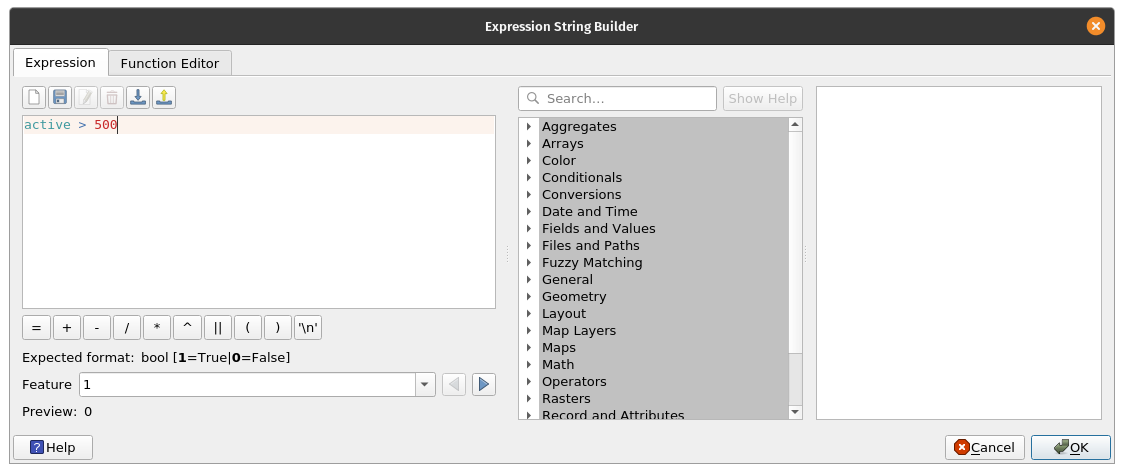 Expression String Builder
Expression
Function Editor
active > 500
= + - / * ^ || ( ) '\n'
Expected format: bool [1=True|0=False]
Feature 1
Preview: 0
Search...
Show Help
Aggregates
Arrays
Color
Conditionals
Conversions
Date and Time
Fields and Values
Files and Paths
Fuzzy Matching
General
Geometry
Layout
Map Layers
Maps
Math
Operators
Rasters
Record and Attributes
Help
Cancel
OK